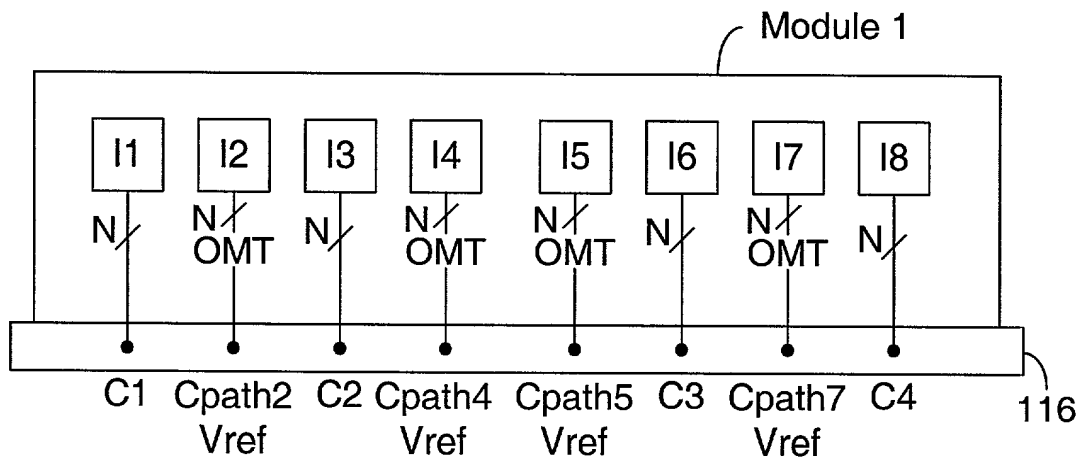 Module 1
I1 I2 I3 I4 I5 I6 I7 I8
N N N N N N N N
OMT OMT OMT OMT
C1 Cpath2 C2 Cpath4 Cpath5 C3 Cpath7 C4
Vref Vref Vref Vref
116